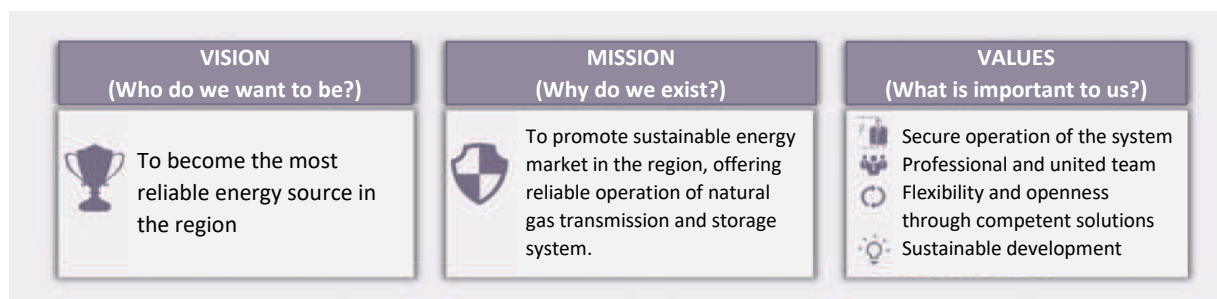 VISION
(Who do we want to be?)
To become the most
reliable energy source in
the region
MISSION
(Why do we exist?)
To promote sustainable energy
market in the region, offering
reliable operation of natural
gas transmission and storage
system.
VALUES
(What is important to us?)
Secure operation of the system
Professional and united team
Flexibility and openness
through competent solutions
Sustainable development